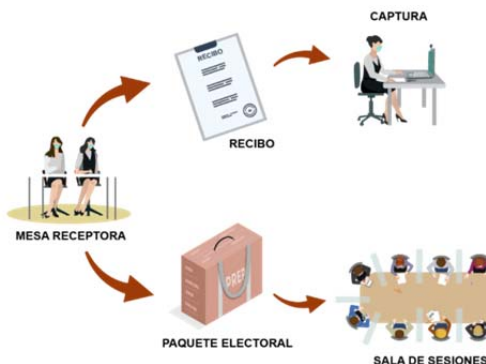 CAPTURA
RECIBO
RECIBO
MESA RECEPTORA
PREP
PAQUETE ELECTORAL
SALA DE SESIONES